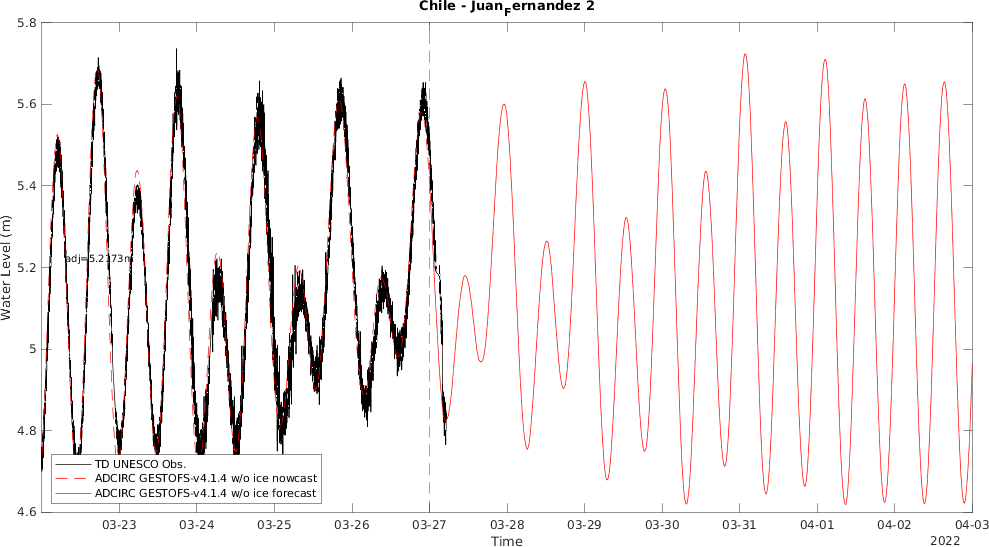 Chile - Juan_Fernandez 2
5.8
5.6
5.4
5.2
5
4.8
4.6
Water Level (m)
adj=5.2173m
TD UNESCO Obs.
ADCIRC GESTOFS-v4.1.4 w/o ice nowcast
ADCIRC GESTOFS-v4.1.4 w/o ice forecast
03-23 03-24 03-25 03-26 03-27 03-28 03-29 03-30 03-31 04-01 04-02 04-03
Time
2022